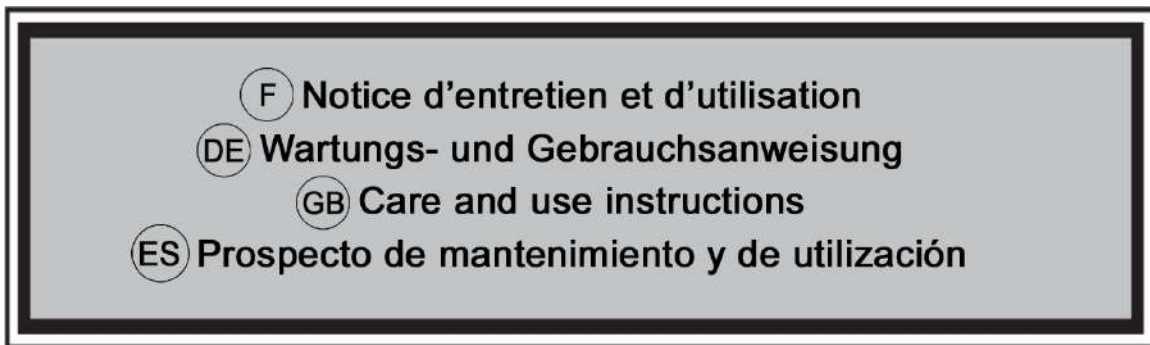 F Notice d'entretien et d'utilisation
DE Wartungs- und Gebrauchsanweisung
GB Care and use instructions
ES Prospecto de mantenimiento y de utilización